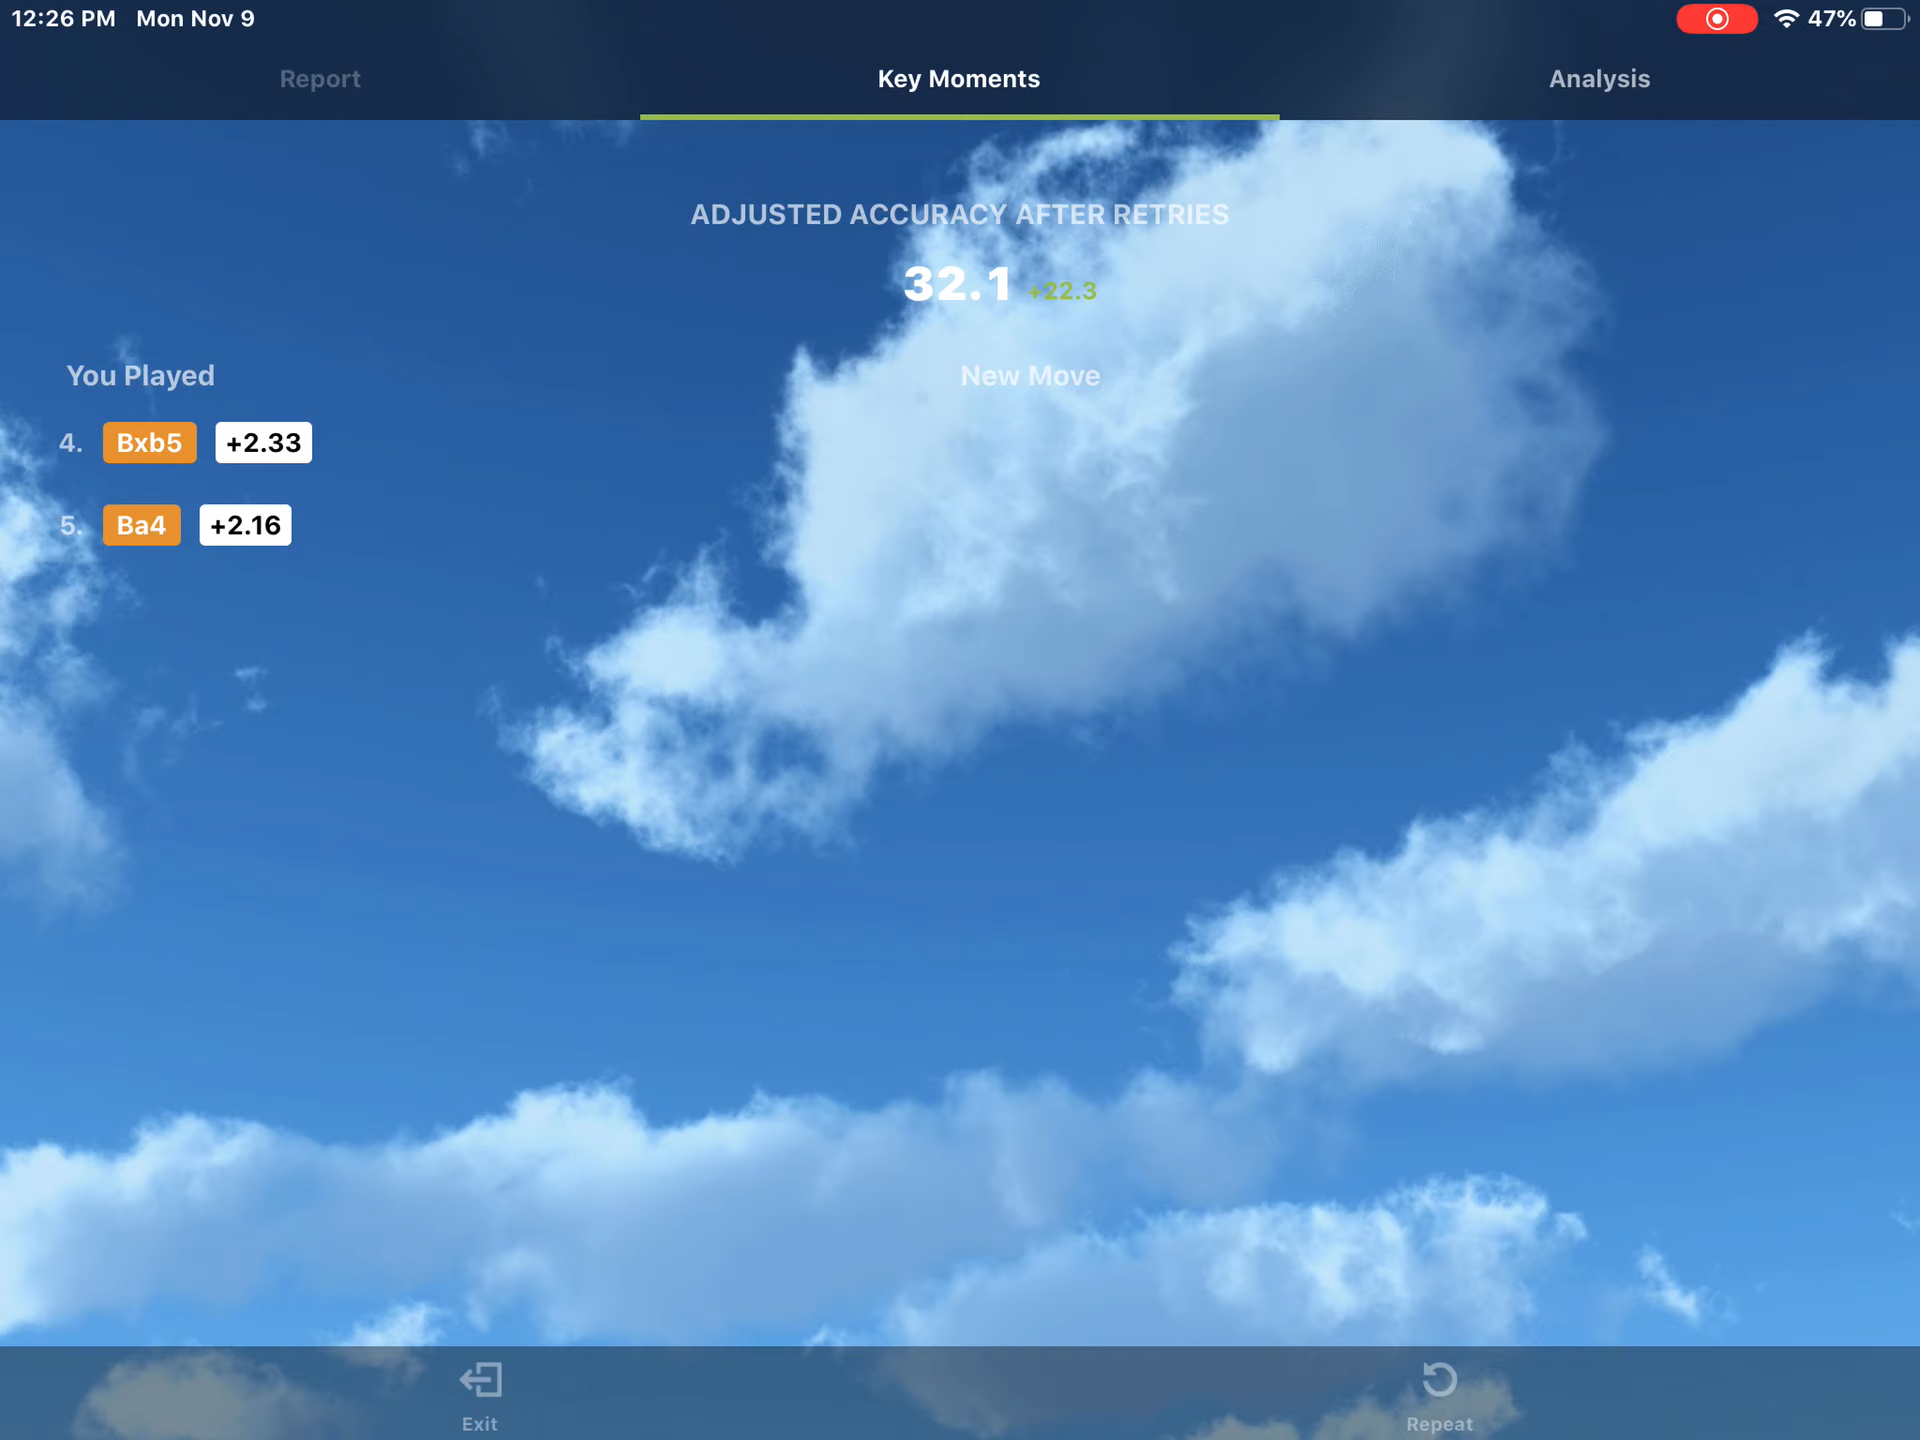 12:26 PM Mon Nov 9 47%
Report Key Moments Analysis
ADJUSTED ACCURACY AFTER RETRIES
32.1 +22.3
You Played New Move
4. Bxb5 +2.33
5. Ba4 +2.16
Exit Repeat